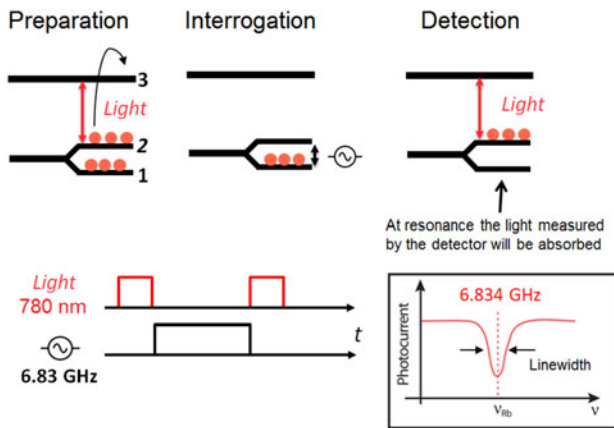 Preparation
Interrogation
Detection
3
Light
2
1
Light
At resonance the light measured
by the detector will be absorbed
Light
780 nm
t
6.83 GHz
6.834 GHz
Photocurrent
Linewidth
νRb
ν